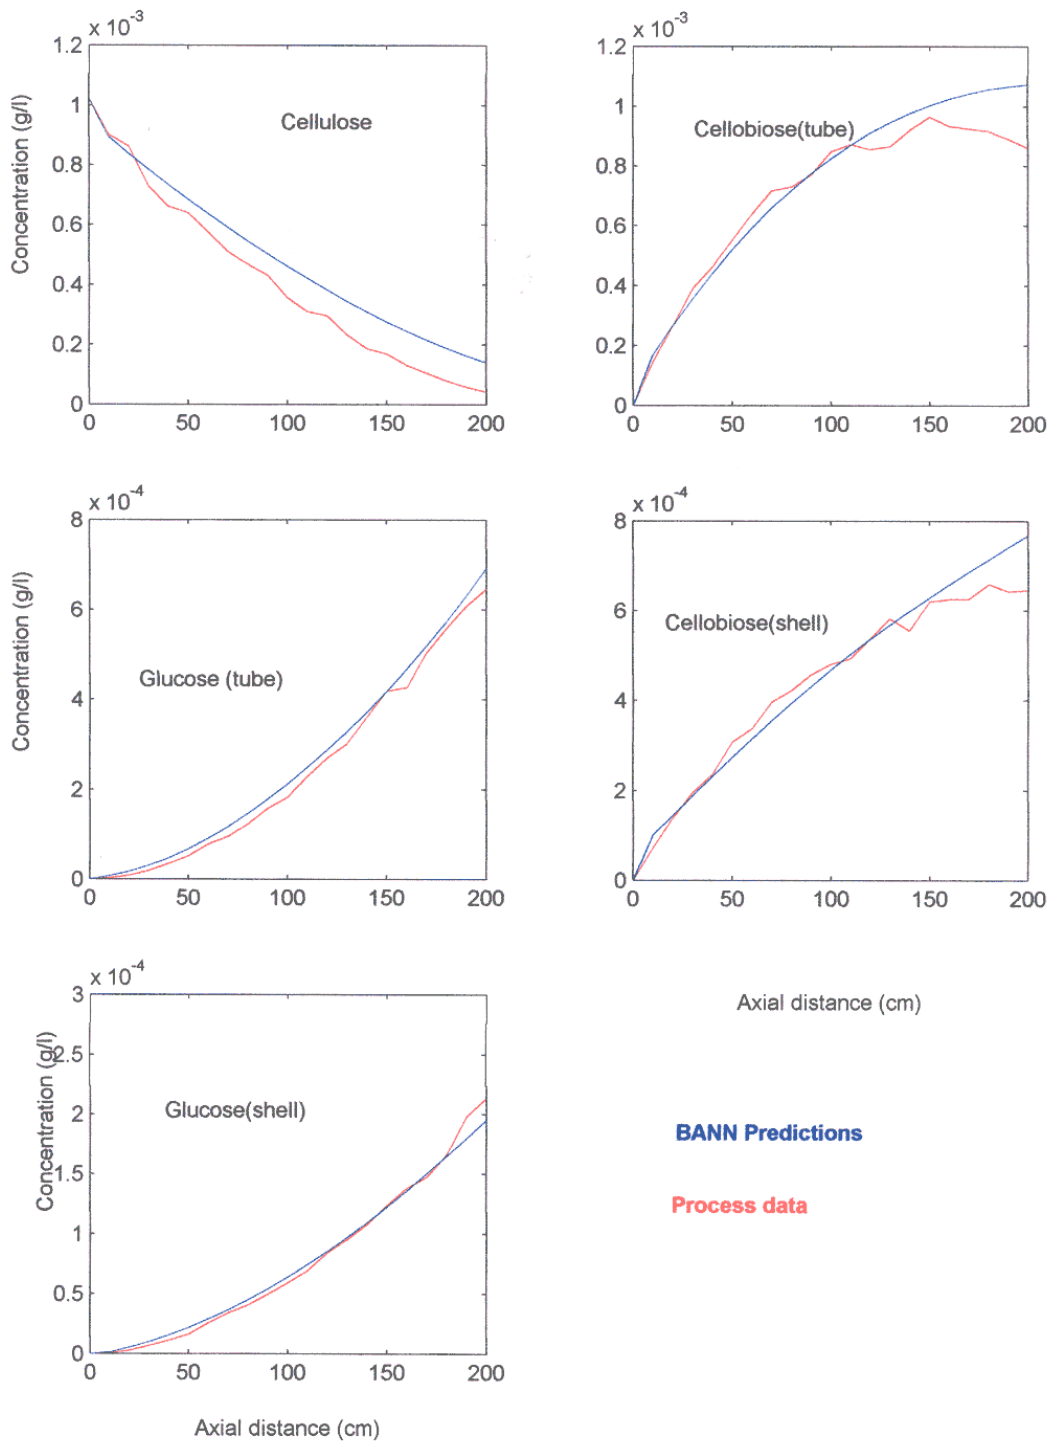 x 10-3
1.2
1
0.8
0.6
0.4
0.2
0
0 50 100 150 200
Concentration (g/l)
Cellulose
x 10-3
1.2
1
0.8
0.6
0.4
0.2
0
0 50 100 150 200
Cellobiose(tube)
x 10-4
8
6
4
2
0
0 50 100 150 200
Concentration (g/l)
Glucose (tube)
x 10-4
8
6
4
2
0
0 50 100 150 200
Cellobiose(shell)
x 10-4
3
2.5
2
1.5
1
0.5
0
0 50 100 150 200
Concentration (g/l)
Glucose(shell)
Axial distance (cm)
Axial distance (cm)
BANN Predictions
Process data